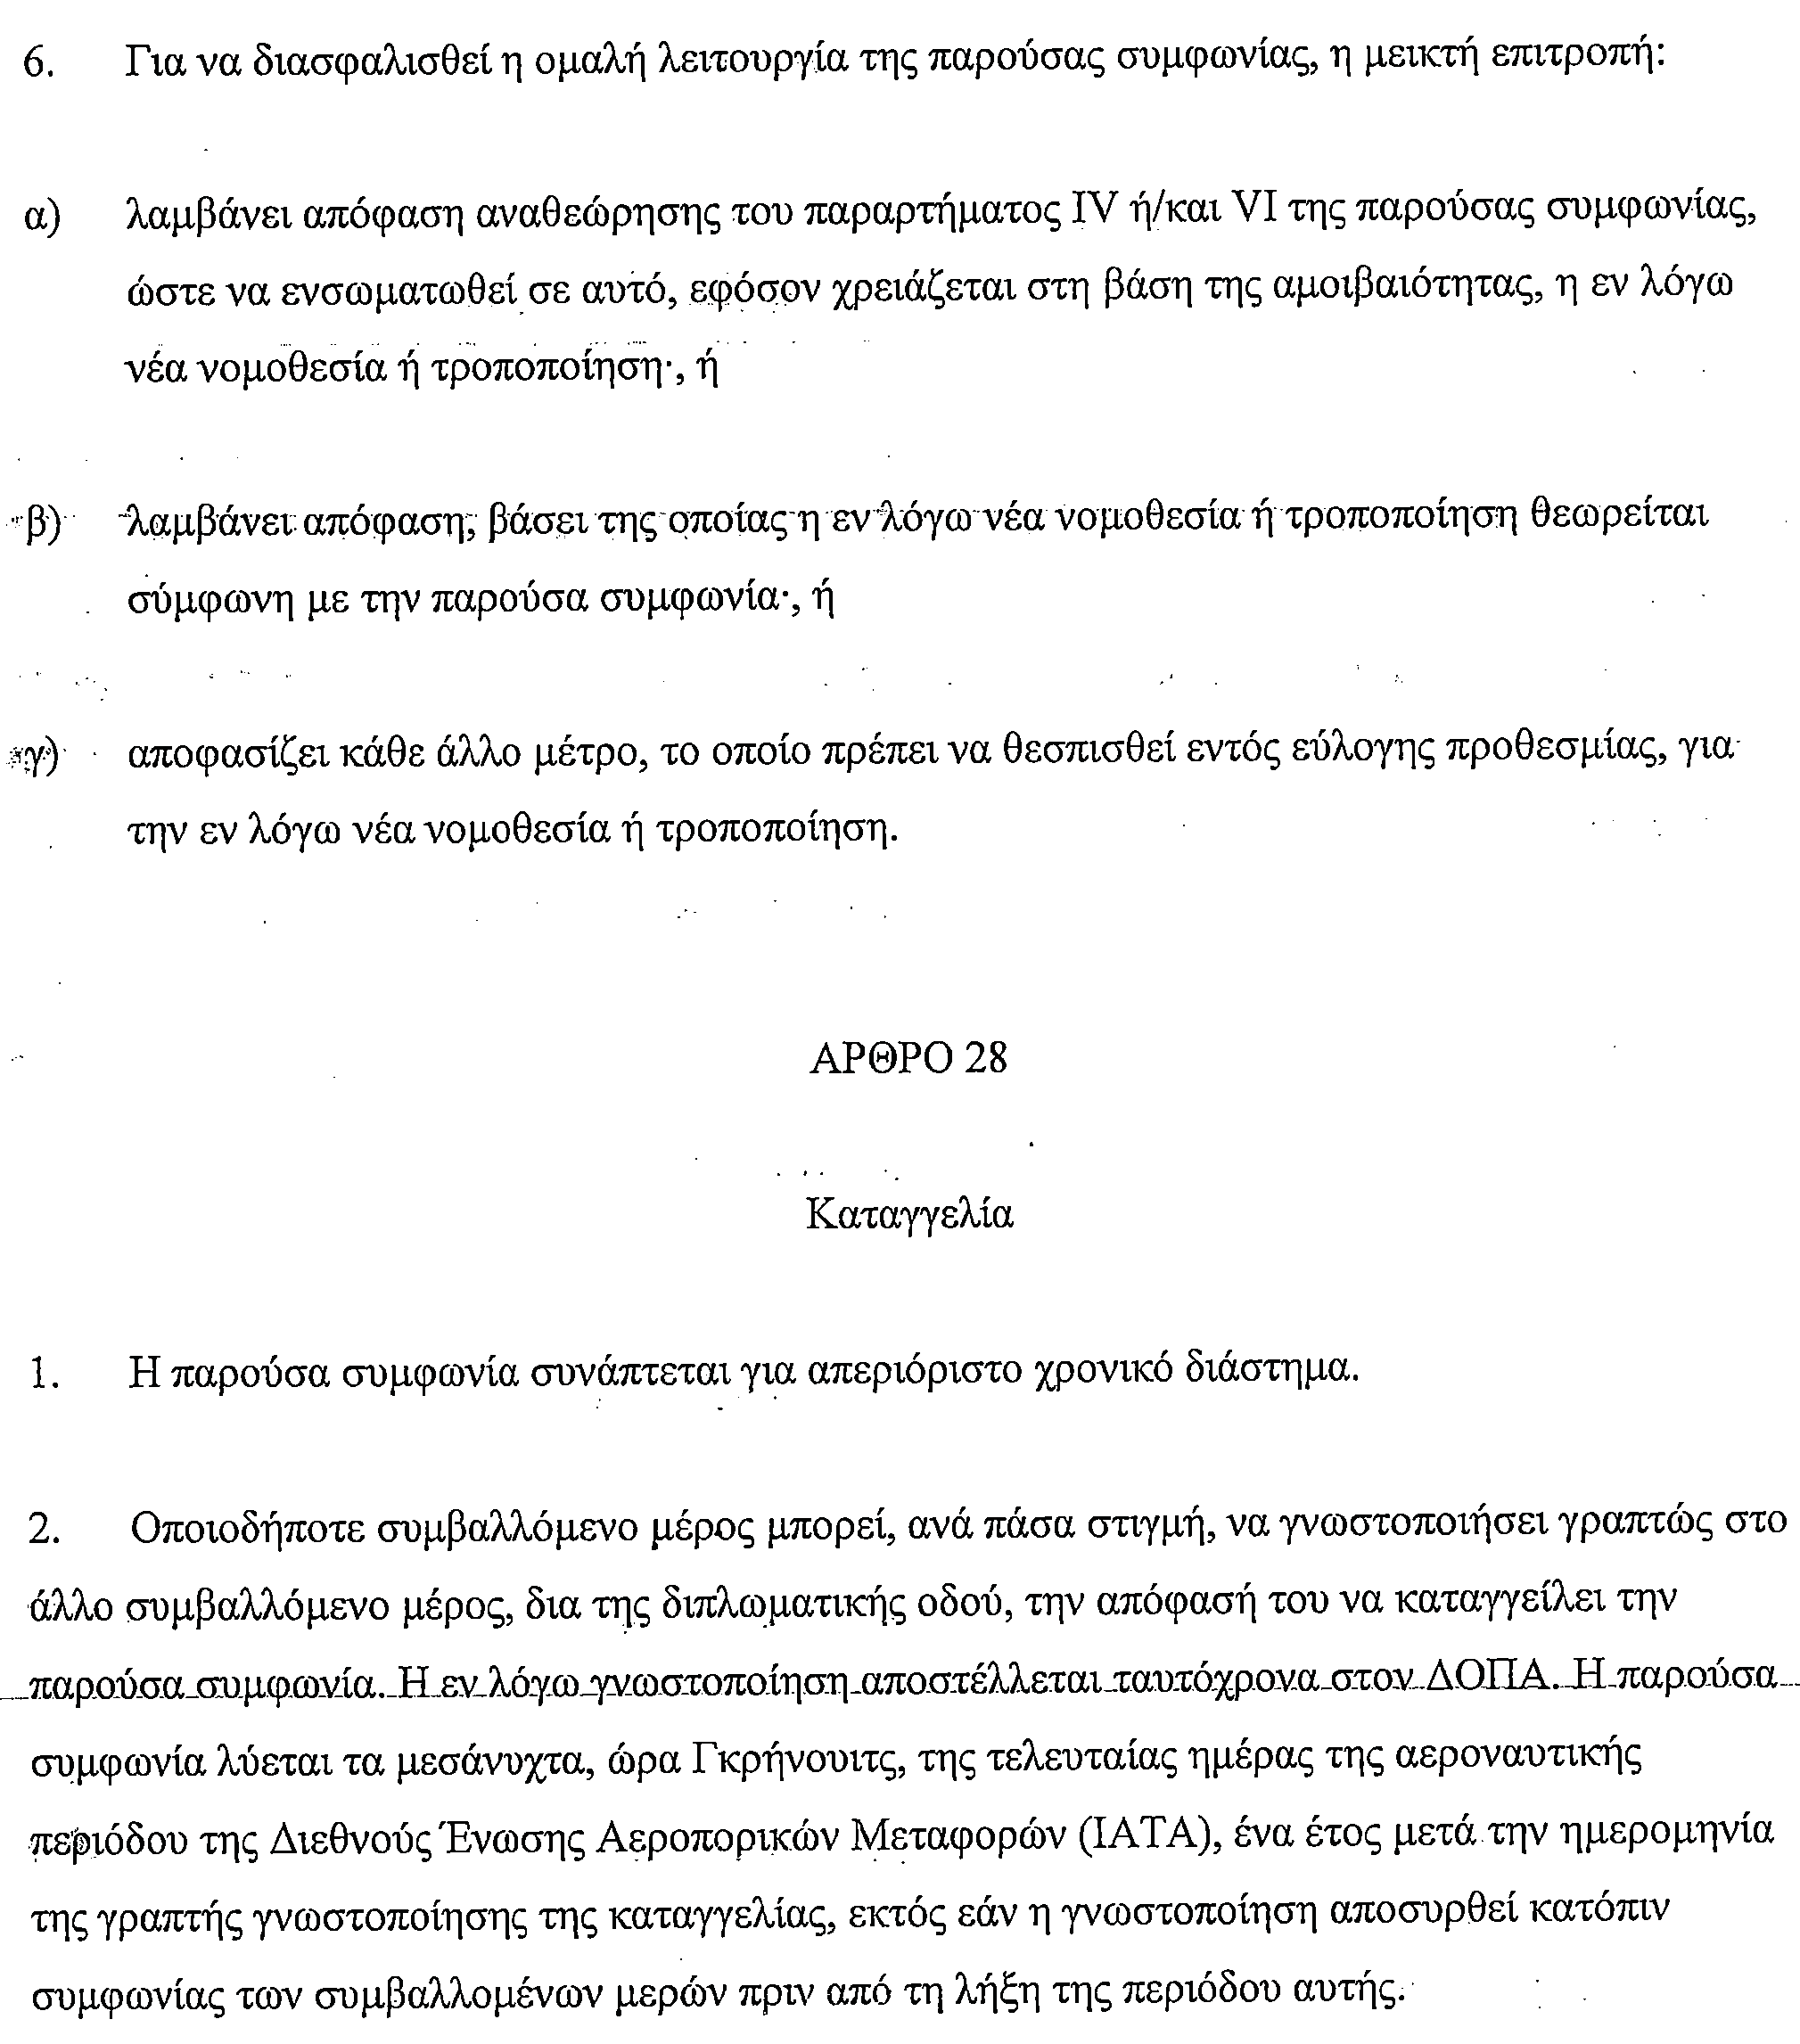 6. Για να διασφαλισθεί η ομαλή λειτουργία της παρούσας συμφωνίας, η μεικτή επιτροπή:
α) λαμβάνει απόφαση αναθεώρησης του παραρτήματος IV ή/και VI της παρούσας συμφωνίας,
ώστε να ενσωματωθεί σε αυτό, εφόσον χρειάζεται στη βάση της αμοιβαιότητας, η εν λόγω
νέα νομοθεσία ή τροποποίηση·, ή
β) λαμβάνει απόφαση, βάσει της οποίας η εν λόγω νέα νομοθεσία ή τροποποίηση θεωρείται
σύμφωνη με την παρούσα συμφωνία·, ή
γ) αποφασίζει κάθε άλλο μέτρο, το οποίο πρέπει να θεσπισθεί εντός εύλογης προθεσμίας, για
την εν λόγω νέα νομοθεσία ή τροποποίηση.
ΑΡΘΡΟ 28
Καταγγελία
1. Η παρούσα συμφωνία συνάπτεται για απεριόριστο χρονικό διάστημα.
2. Οποιοδήποτε συμβαλλόμενο μέρος μπορεί, ανά πάσα στιγμή, να γνωστοποιήσει γραπτώς στο
άλλο συμβαλλόμενο μέρος, δια της διπλωματικής οδού, την απόφασή του να καταγγείλει την
παρούσα συμφωνία. Η εν λόγω γνωστοποίηση αποστέλλεται ταυτόχρονα στον ΔΟΠΑ. Η παρούσα
συμφωνία λύεται τα μεσάνυχτα, ώρα Γκρήνουιτς, της τελευταίας ημέρας της αεροναυτικής
περιόδου της Διεθνούς Ένωσης Αεροπορικών Μεταφορών (IATA), ένα έτος μετά την ημερομηνία
της γραπτής γνωστοποίησης της καταγγελίας, εκτός εάν η γνωστοποίηση αποσυρθεί κατόπιν
συμφωνίας των συμβαλλομένων μερών πριν από τη λήξη της περιόδου αυτής.